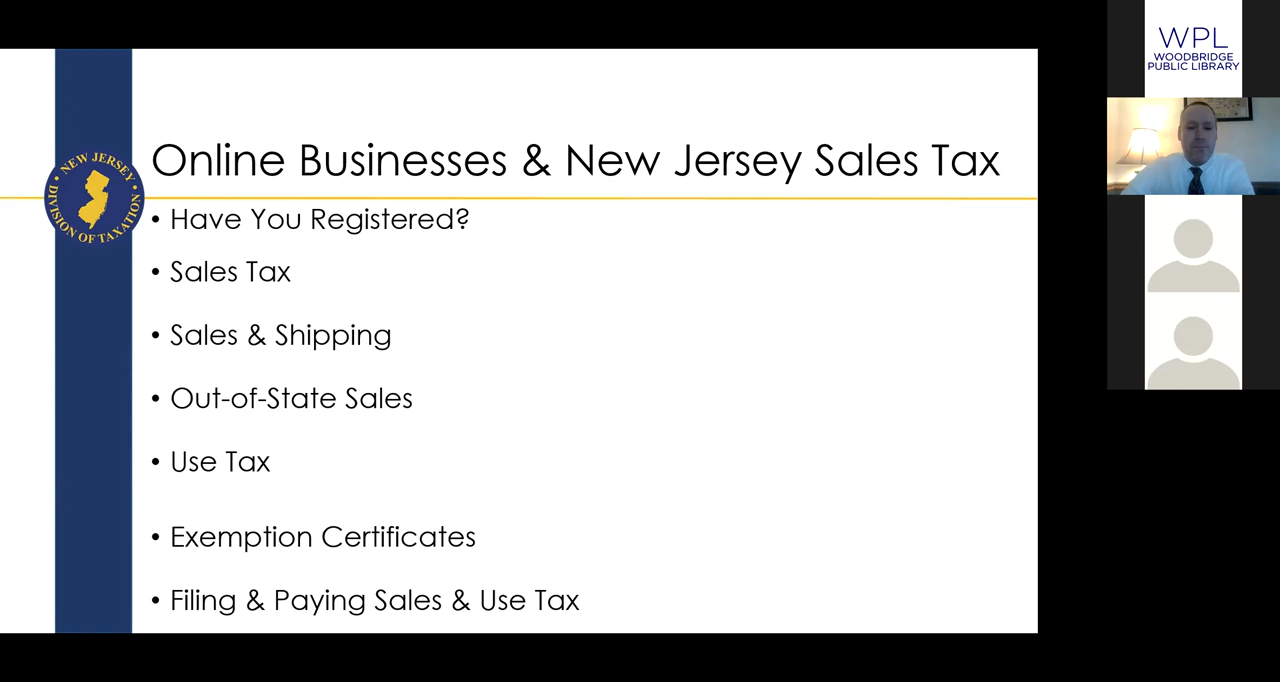 WPL
WOODBRIDGE
PUBLIC LIBRARY
Online Businesses & New Jersey Sales Tax
• NEW JERSEY •
DIVISION OF TAXATION
• Have You Registered?
• Sales Tax
• Sales & Shipping
• Out-of-State Sales
• Use Tax
• Exemption Certificates
• Filing & Paying Sales & Use Tax